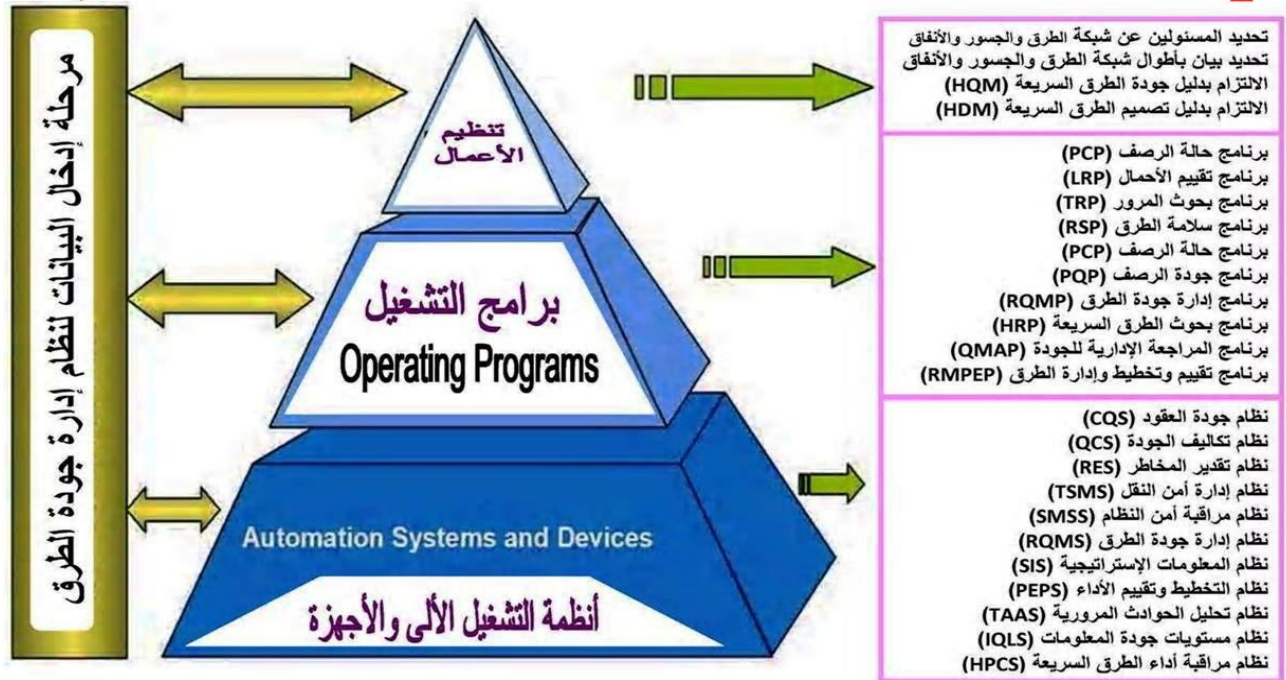 مرحلة إدخال البيانات لنظام إدارة جودة الطرق
تنظيم
الأعمال
برامج التشغيل
Operating Programs
Automation Systems and Devices
أنظمة التشغيل الألى والأجهزة
تحديد المسئولين عن شبكة الطرق والجسور والأنفاق
تحديد بيان بأطوال شبكة الطرق والجسور والأنفاق
الالتزام بدليل جودة الطرق السريعة (HQM)
الالتزام بدليل تصميم الطرق السريعة (HDM)
برنامج حالة الرصف (PCP)
برنامج تقييم الأحمال (LRP)
برنامج بحوث المرور (TRP)
برنامج سلامة الطرق (RSP)
برنامج حالة الرصف (PCP)
برنامج جودة الرصف (PQP)
برنامج إدارة جودة الطرق (RQMP)
برنامج بحوث الطرق السريعة (HRP)
برنامج المراجعة الإدارية للجودة (QMAP)
برنامج تقييم وتخطيط وإدارة الطرق (RMPEP)
نظام جودة العقود (CQS)
نظام تكاليف الجودة (QCS)
نظام تقدير المخاطر (RES)
نظام إدارة أمن النقل (TSMS)
نظام مراقبة أمن النظام (SMSS)
نظام إدارة جودة الطرق (RQMS)
نظام المعلومات الإستراتيجية (SIS)
نظام التخطيط وتقييم الأداء (PEPS)
نظام تحليل الحوادث المرورية (TAAS)
نظام مستويات جودة المعلومات (IQLS)
نظام مراقبة أداء الطرق السريعة (HPCS)